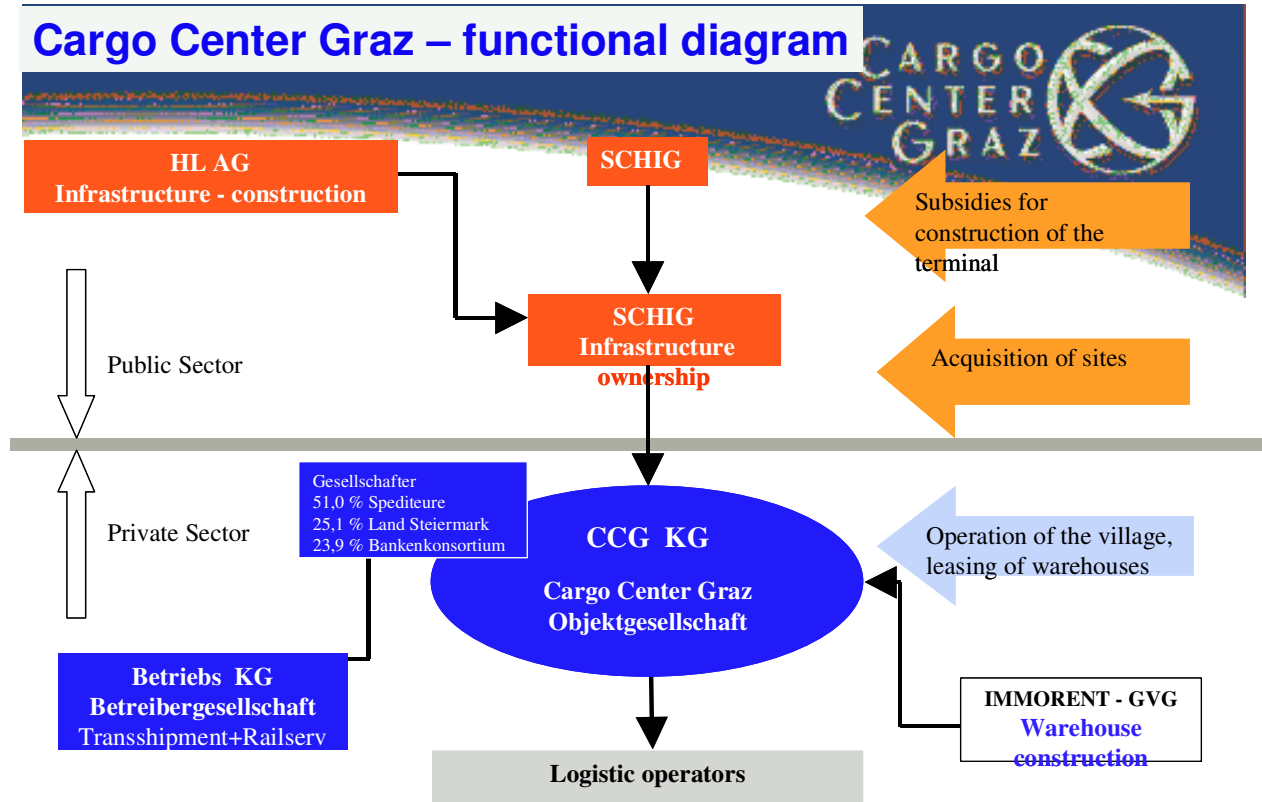 Cargo Center Graz – functional diagram
CARGO
CENTER
GRAZ
HL AG
Infrastructure - construction
SCHIG
Subsidies for
construction of the
terminal
SCHIG
Infrastructure
ownership
Acquisition of sites
Public Sector
Private Sector
Gesellschafter
51,0 % Spediteure
25,1 % Land Steiermark
23,9 % Bankenkonsortium
CCG KG
Cargo Center Graz
Objektgesellschaft
Operation of the village,
leasing of warehouses
Betriebs KG
Betreibergesellschaft
Transshipment+Railserv
IMMORENT - GVG
Warehouse
construction
Logistic operators